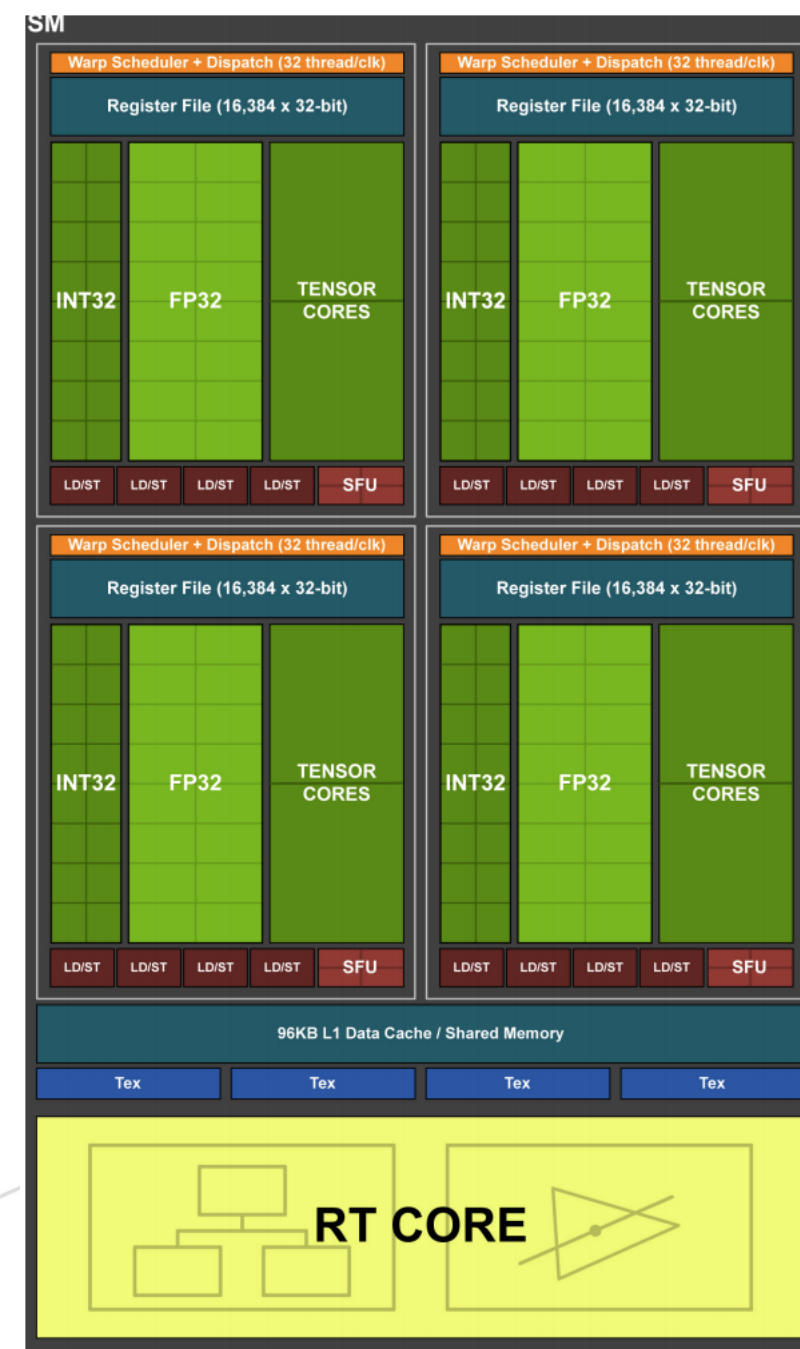 SM
Warp Scheduler + Dispatch (32 thread/clk)
Register File (16,384 x 32-bit)
INT32
FP32
TENSOR
CORES
LD/ST LD/ST LD/ST LD/ST SFU
Warp Scheduler + Dispatch (32 thread/clk)
Register File (16,384 x 32-bit)
INT32
FP32
TENSOR
CORES
LD/ST LD/ST LD/ST LD/ST SFU
Warp Scheduler + Dispatch (32 thread/clk)
Register File (16,384 x 32-bit)
INT32
FP32
TENSOR
CORES
LD/ST LD/ST LD/ST LD/ST SFU
Warp Scheduler + Dispatch (32 thread/clk)
Register File (16,384 x 32-bit)
INT32
FP32
TENSOR
CORES
LD/ST LD/ST LD/ST LD/ST SFU
96KB L1 Data Cache / Shared Memory
Tex Tex Tex Tex
RT CORE